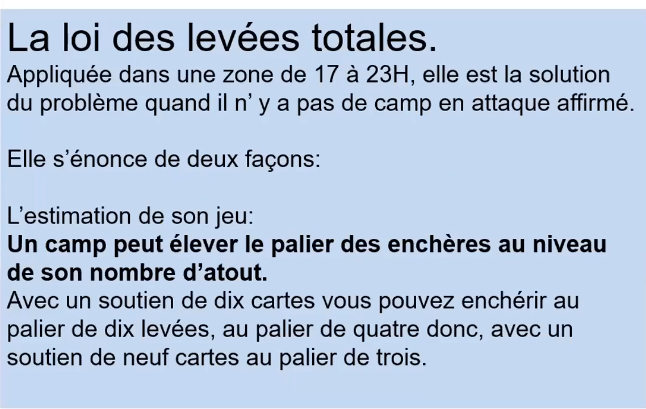 La loi des levées totales.
Appliquée dans une zone de 17 à 23H, elle est la solution
du problème quand il n’ y a pas de camp en attaque affirmé.
Elle s’énonce de deux façons:
L’estimation de son jeu:
Un camp peut élever le palier des enchères au niveau
de son nombre d’atout.
Avec un soutien de dix cartes vous pouvez enchérir au
palier de dix levées, au palier de quatre donc, avec un
soutien de neuf cartes au palier de trois.